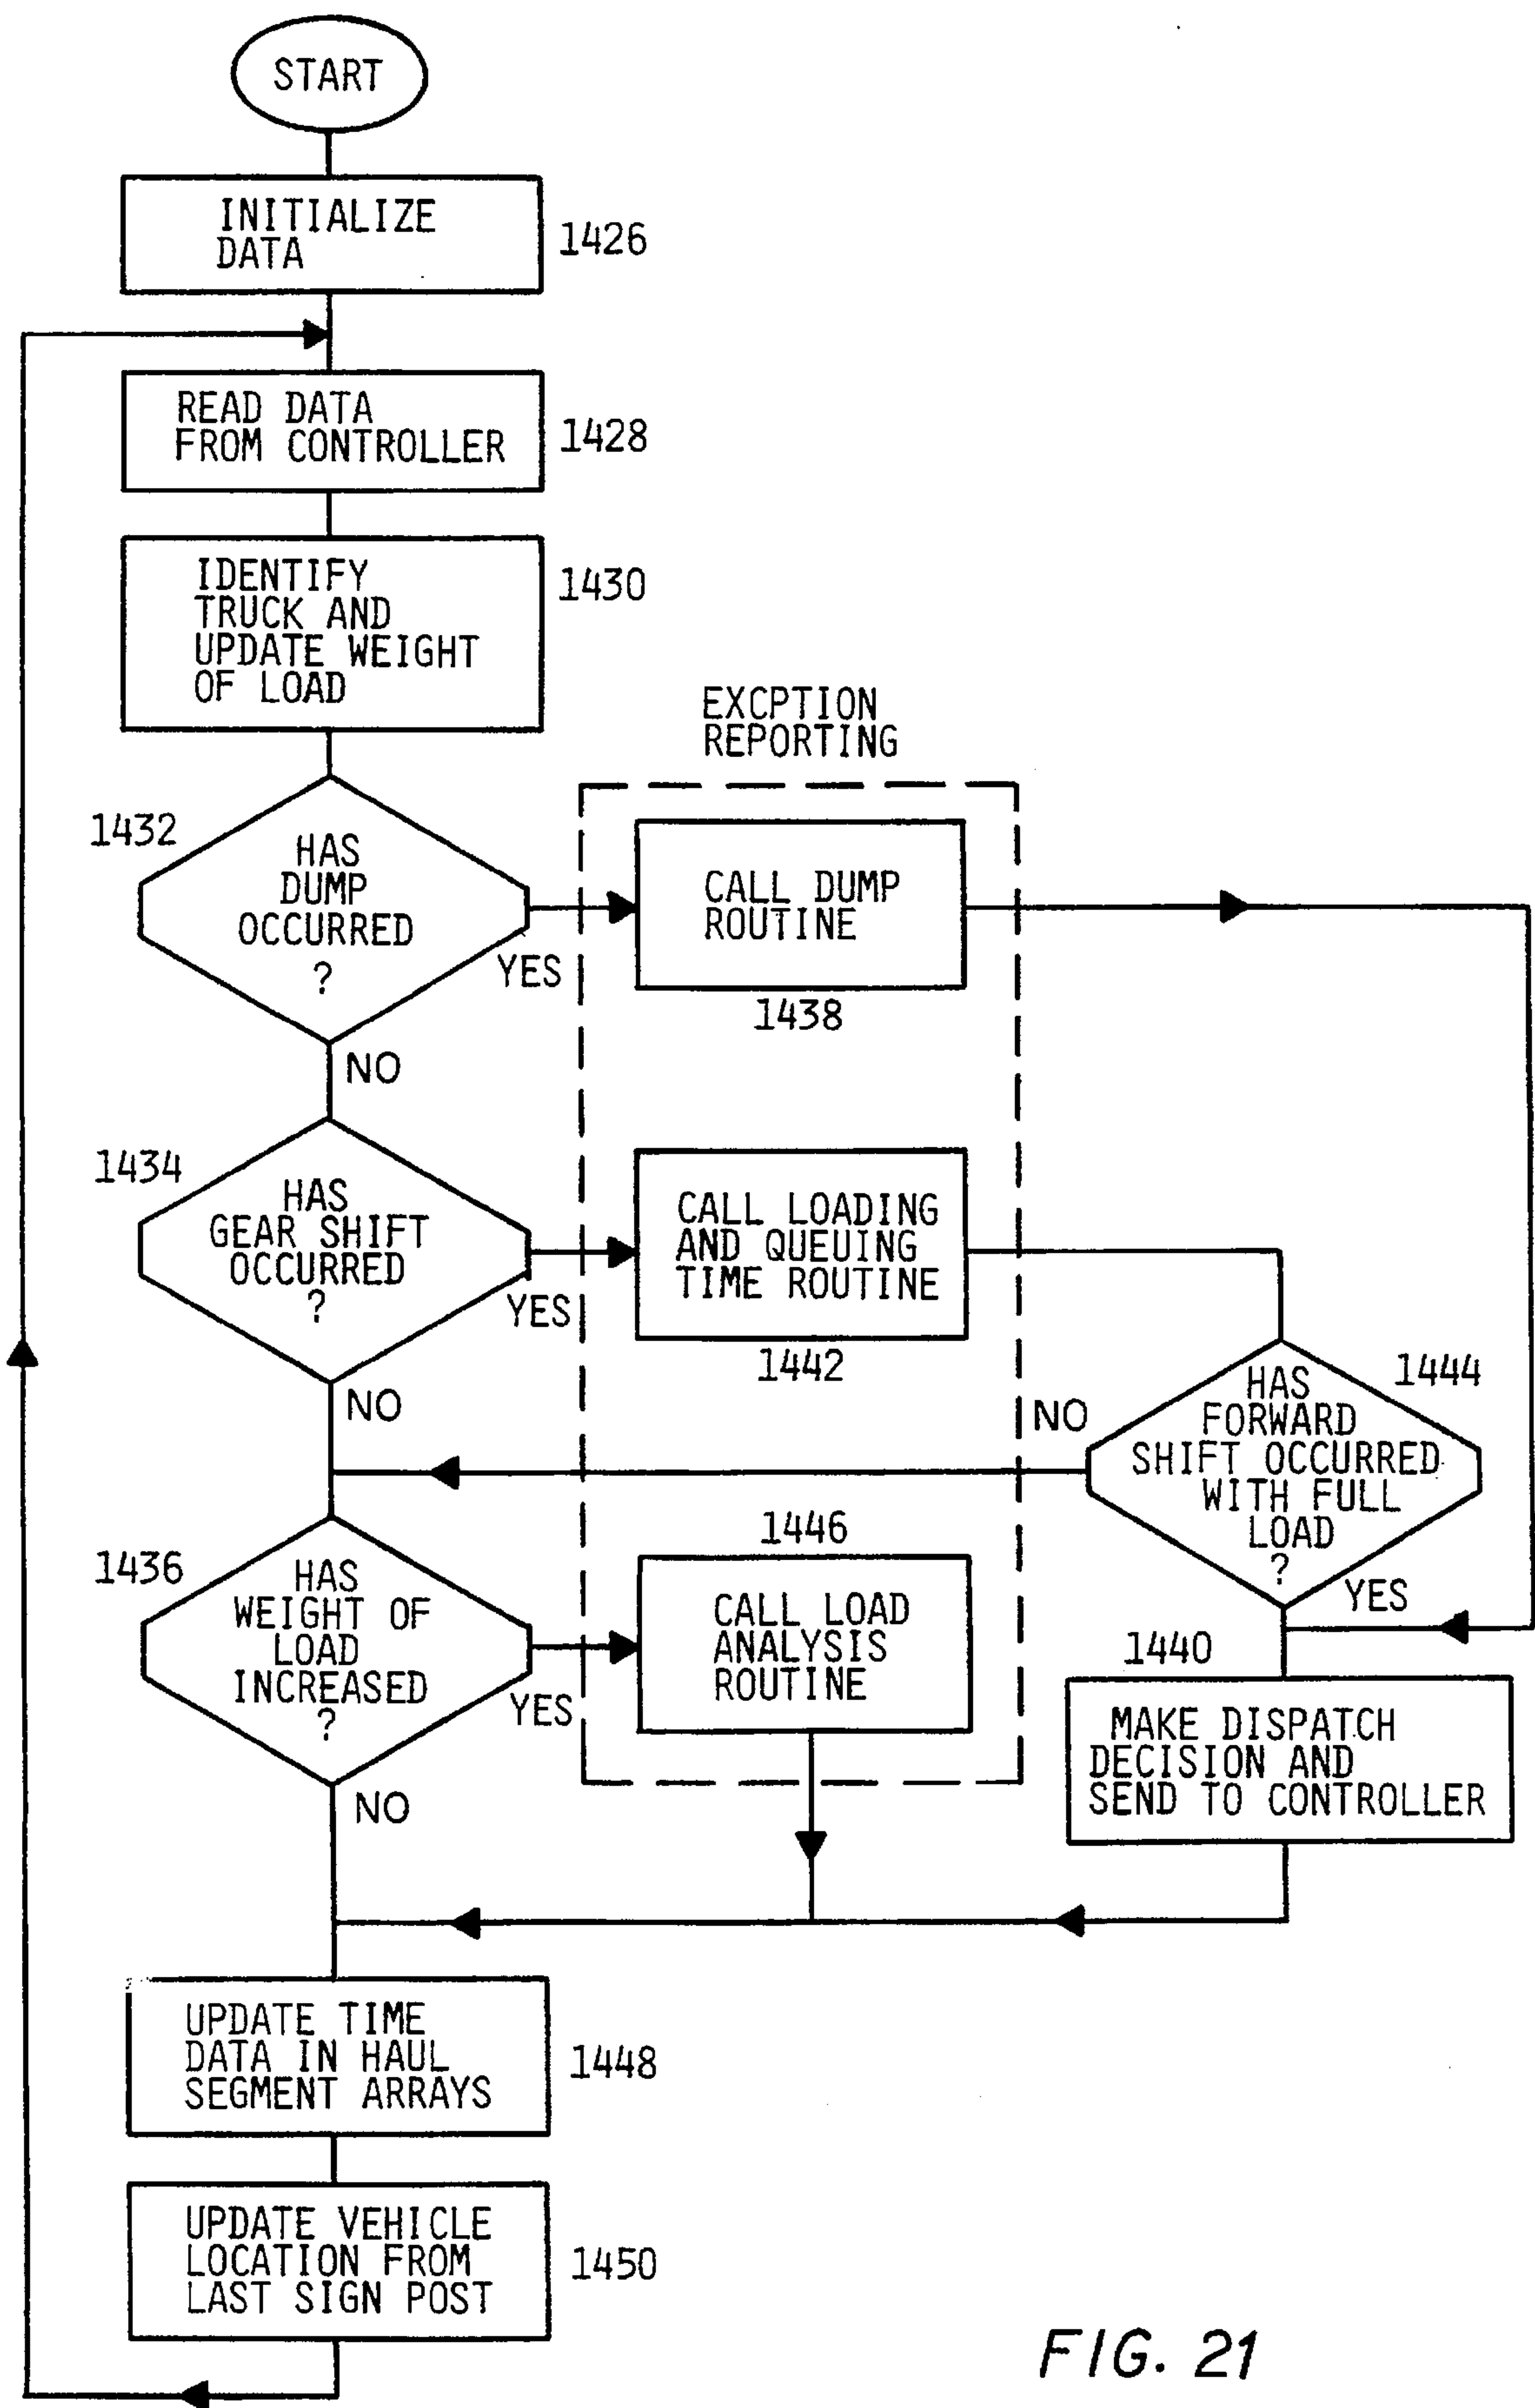 START
INITIALIZE
DATA
1426
READ DATA
FROM CONTROLLER
1428
IDENTIFY
TRUCK AND
UPDATE WEIGHT
OF LOAD
1430
EXCPTION
REPORTING
1432
HAS
DUMP
OCCURRED
?
YES
NO
CALL DUMP
ROUTINE
1438
1434
HAS
GEAR SHIFT
OCCURRED
?
YES
NO
CALL LOADING
AND QUEUING
TIME ROUTINE
1442
1444
HAS
FORWARD
SHIFT OCCURRED
WITH FULL
LOAD
?
NO
YES
1436
HAS
WEIGHT OF
LOAD
INCREASED
?
YES
NO
1446
CALL LOAD
ANALYSIS
ROUTINE
1440
MAKE DISPATCH
DECISION AND
SEND TO CONTROLLER
UPDATE TIME
DATA IN HAUL
SEGMENT ARRAYS
1448
UPDATE VEHICLE
LOCATION FROM
LAST SIGN POST
1450
FIG. 21